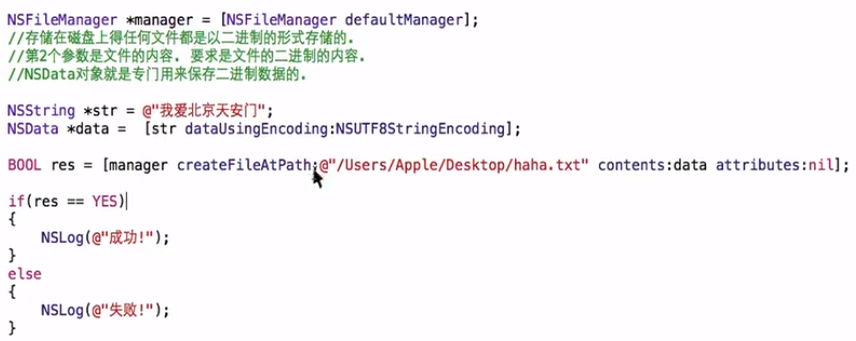 NSFileManager *manager = [NSFileManager defaultManager];
//存储在磁盘上得任何文件都是以二进制的形式存储的.
//第2个参数是文件的内容. 要求是文件的二进制的内容.
//NSData对象就是专门用来保存二进制数据的.
NSString *str = @"我爱北京天安门";
NSData *data =  [str dataUsingEncoding:NSUTF8StringEncoding];
BOOL res = [manager createFileAtPath:@"/Users/Apple/Desktop/haha.txt" contents:data attributes:nil];
if(res == YES)
{
    NSLog(@"成功!");
}
else
{
    NSLog(@"失败!");
}